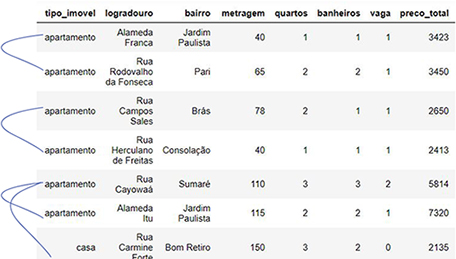 tipo_imovel logradouro bairro metragem quartos banheiros vaga preco_total
apartamento Alameda Franca Jardim Paulista 40 1 1 1 3423
apartamento Rua Rodovalho da Fonseca Pari 65 2 2 1 3450
apartamento Rua Campos Sales Brás 78 2 1 1 2650
apartamento Rua Herculano de Freitas Consolação 40 1 1 1 2413
apartamento Rua Cayowaá Sumaré 110 3 3 2 5814
apartamento Alameda Itu Jardim Paulista 115 2 2 1 7320
casa Rua Carmine Forte Bom Retiro 150 3 2 0 2135